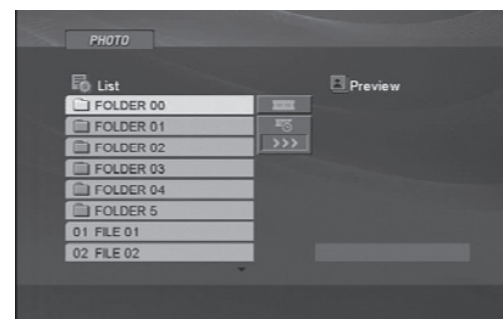 PHOTO
List
Preview
FOLDER 00
FOLDER 01
FOLDER 02
FOLDER 03
FOLDER 04
FOLDER 5
01 FILE 01
02 FILE 02
>>>